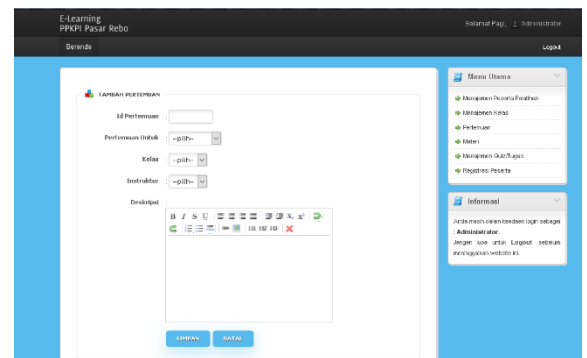 E-Learning
PPKPI Pasar Rebo
Selamat Pagi, Administrator
Beranda
Logout
TAMBAH PERTEMUAN
Id Pertemuan :
Pertemuan Untuk : --pilih--
Kelas : --pilih--
Instruktur : --pilih--
Deskripsi :
B I S U
SIMPAN
BATAL
Menu Utama
Manajemen Peserta Pelatihan
Manajemen Kelas
Pertemuan
Materi
Manajemen Quiz/Tugas
Registrasi Peserta
Informasi
Anda masih dalam keadaan login sebagai
: Administrator.
Jangan lupa untuk Logout sebelum
meninggalkan website ini.